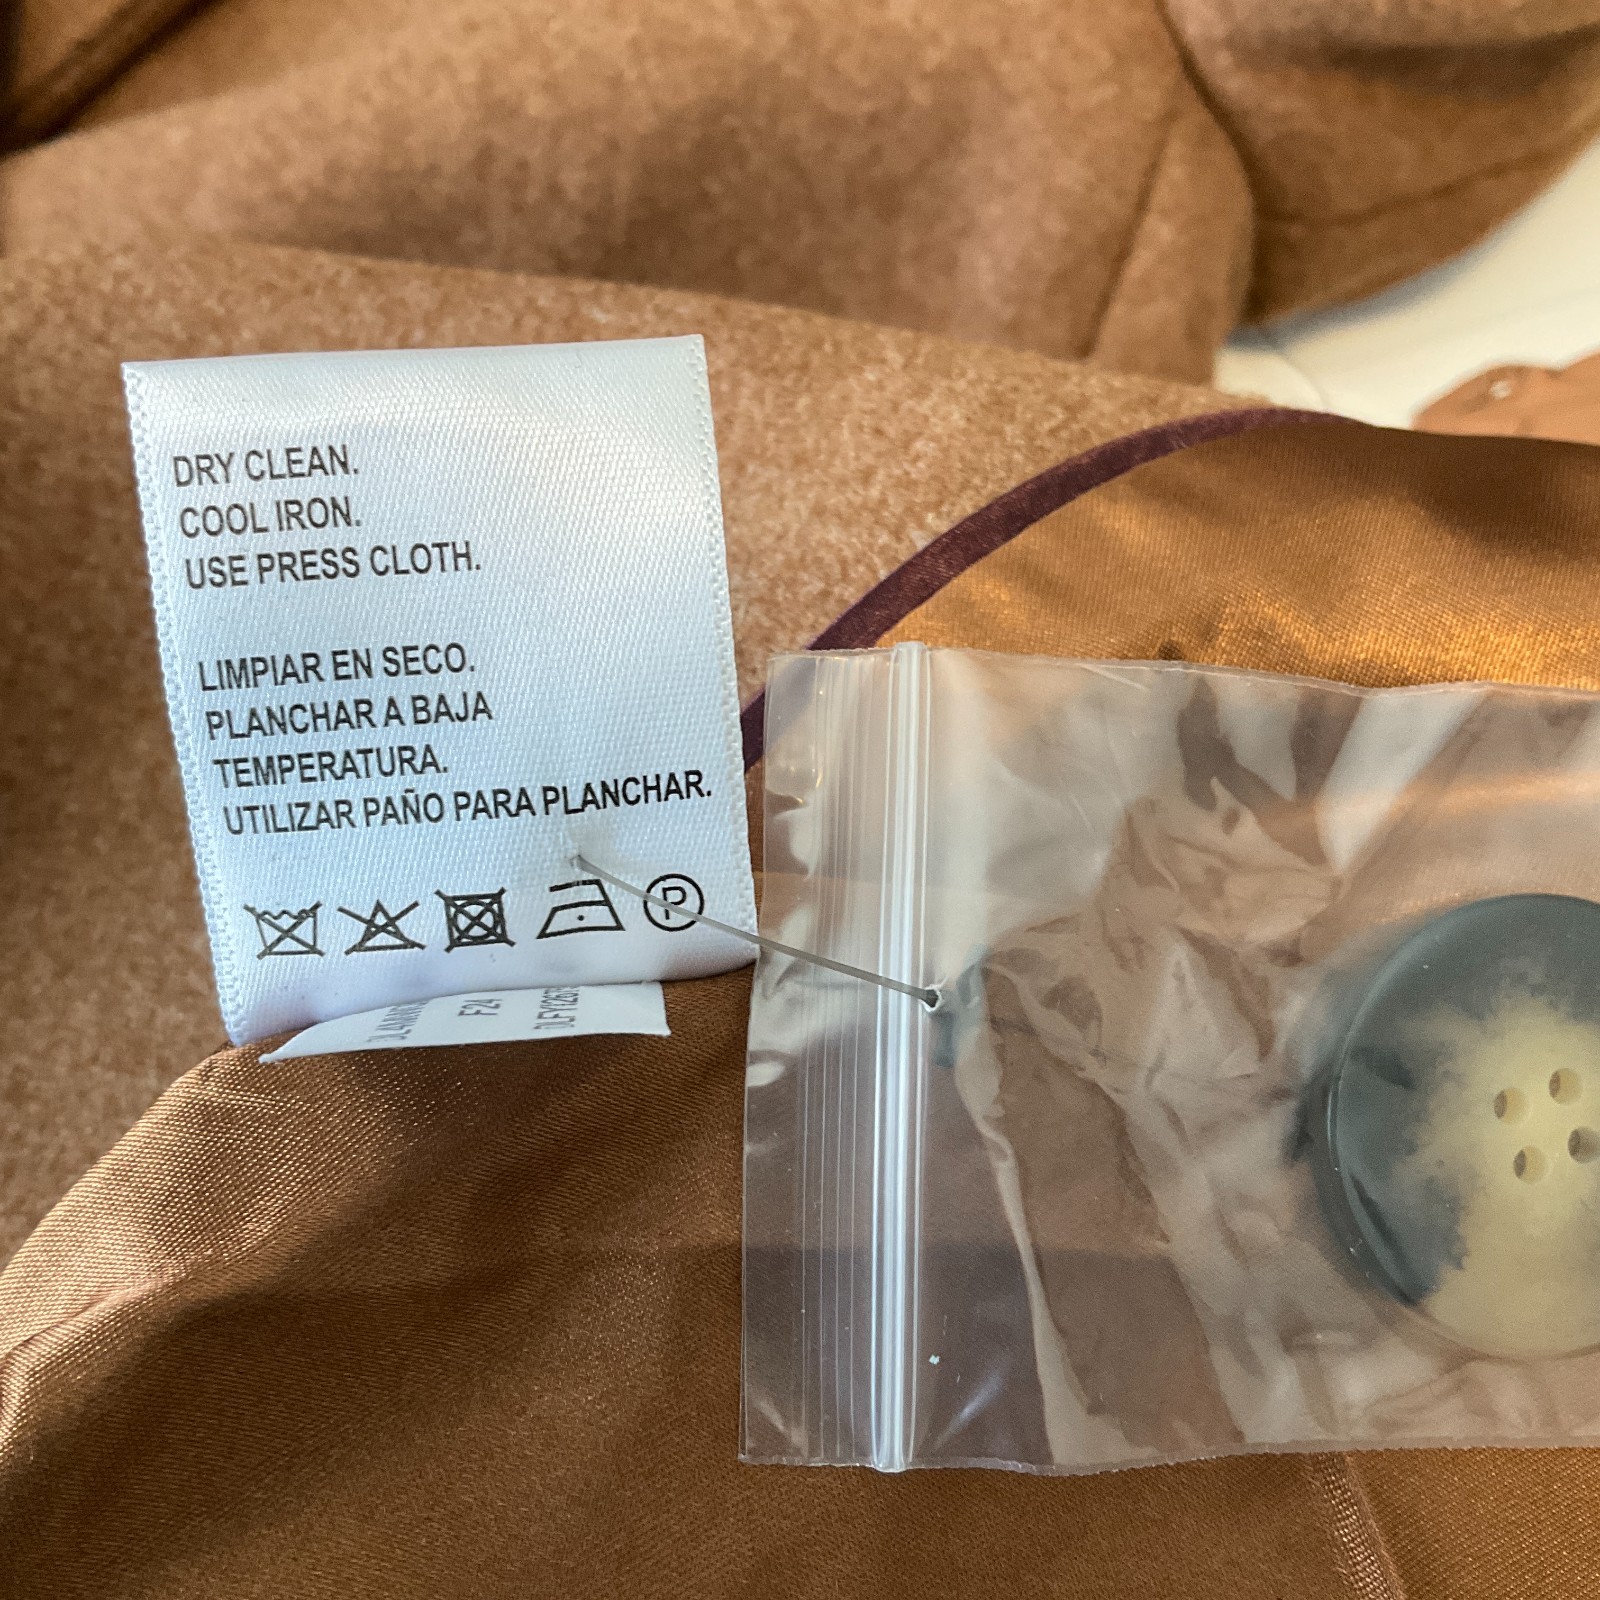 DRY CLEAN.
COOL IRON.
USE PRESS CLOTH.
LIMPIAR EN SECO.
PLANCHAR A BAJA
TEMPERATURA.
UTILIZAR PAÑO PARA PLANCHAR.
P
F24